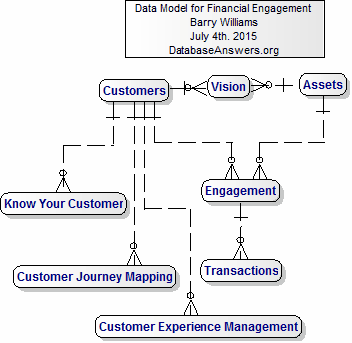 Data Model for Financial Engagement
Barry Williams
July 4th. 2015
DatabaseAnswers.org
Customers
Vision
Assets
Know Your Customer
Engagement
Customer Journey Mapping
Transactions
Customer Experience Management